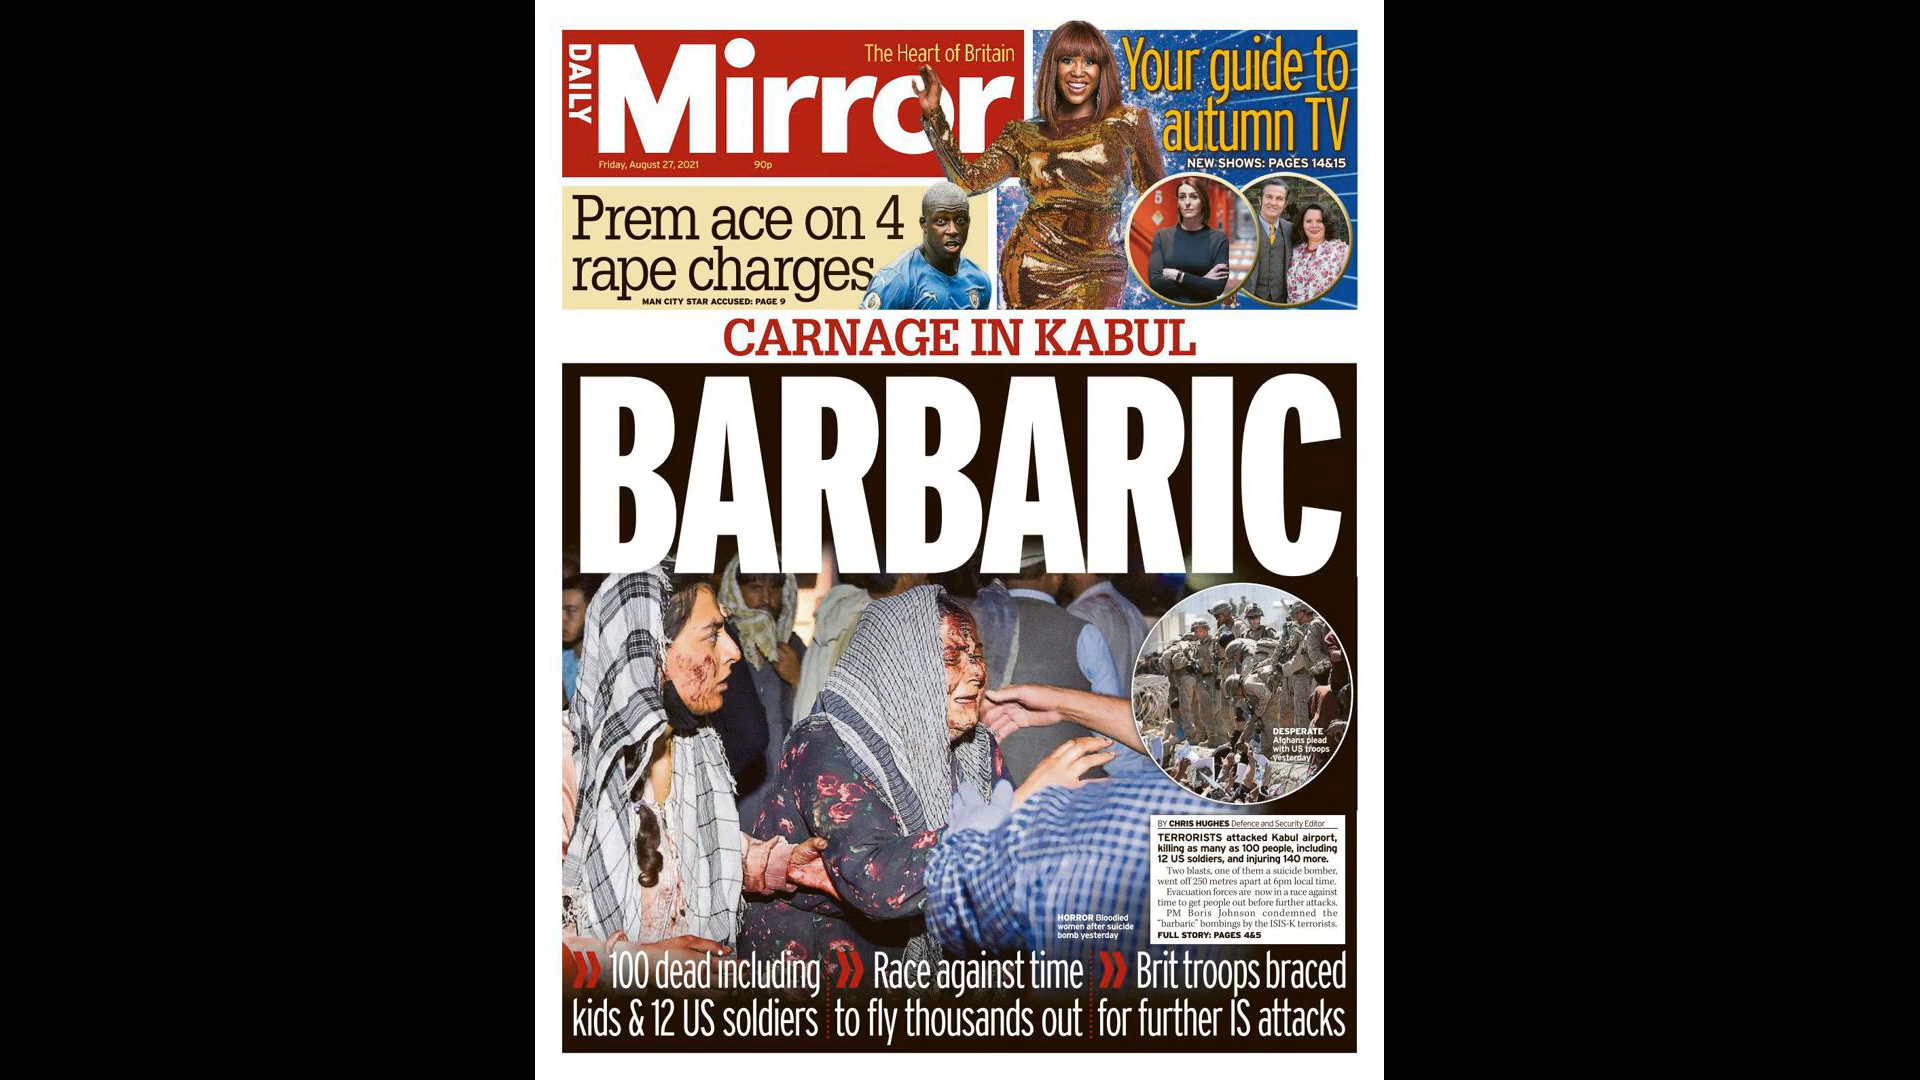 DAILY
Mirror
The Heart of Britain
Friday, August 27, 2021
90p
Your guide to
autumn TV
NEW SHOWS: PAGES 14&15
5
Prem ace on 4
rape charges
MAN CITY STAR ACCUSED: PAGE 9
CARNAGE IN KABUL
BARBARIC
DESPERATE
Afghans plead
with US troops
yesterday
BY CHRIS HUGHES Defence and Security Editor
TERRORISTS attacked Kabul airport,
killing as many as 100 people, including
12 US soldiers, and injuring 140 more.
Two blasts, one of them a suicide bomber,
went off 250 metres apart at 6pm local time.
Evacuation forces are now in a race against
time to get people out before further attacks.
PM Boris Johnson condemned the
"barbaric" bombings by the ISIS-K terrorists.
FULL STORY: PAGES 4&5
HORROR Bloodied
women after suicide
bomb yesterday
100 dead including
kids & 12 US soldiers
Race against time
to fly thousands out
Brit troops braced
for further IS attacks